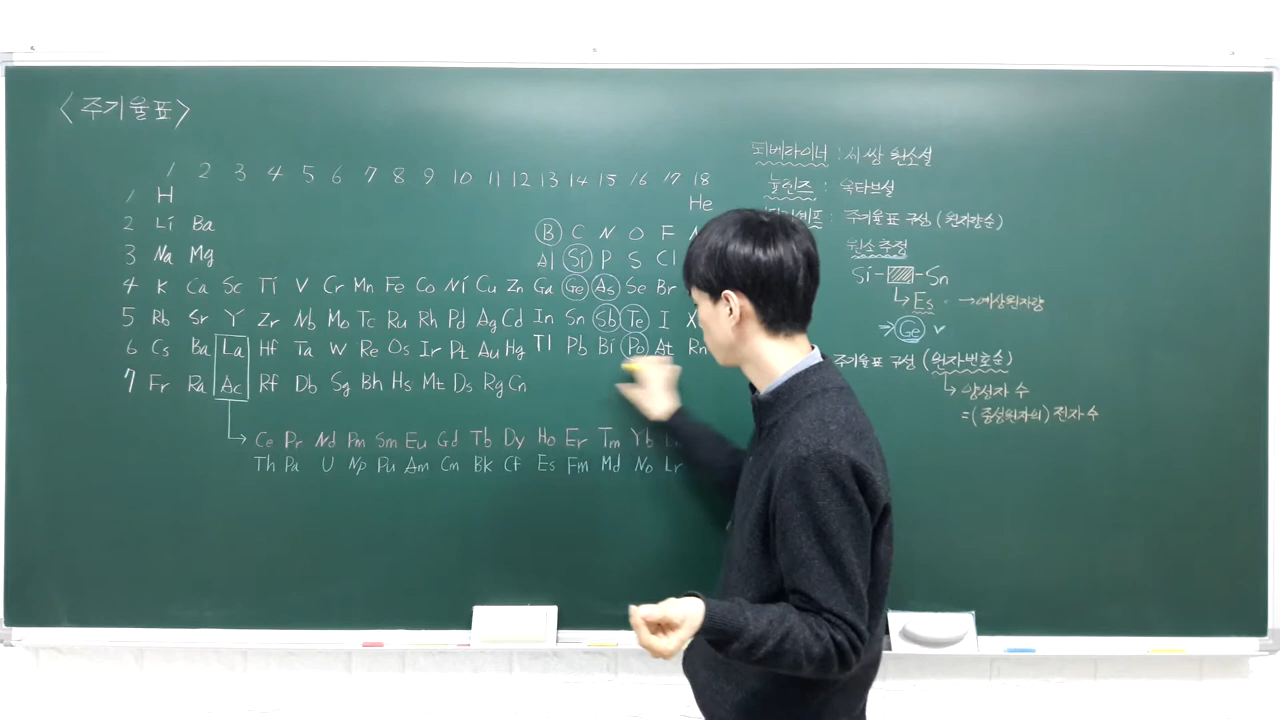 <주기율표>
1 2 3 4 5 6 7 8 9 10 11 12 13 14 15 16 17 18
1 H He
2 Li Ba B C N O F
3 Na Mg Al Si P S Cl
4 K Ca Sc Ti V Cr Mn Fe Co Ni Cu Zn Ga Ge As Se Br
5 Rb Sr Y Zr Nb Mo Tc Ru Rh Pd Ag Cd In Sn Sb Te I
6 Cs Ba La Hf Ta W Re Os Ir Pt Au Hg Tl Pb Bi Po At Rn
7 Fr Ra Ac Rf Db Sg Bh Hs Mt Ds Rg Cn
Ce Pr Nd Pm Sm Eu Gd Tb Dy Ho Er Tm Yb
Th Pa U Np Pu Am Cm Bk Cf Es Fm Md No Lr
되베라이너 : 세 쌍 원소설
뉼런즈 : 옥타브설
: 주기율표 구성 (원자량순)
원소 추정
Si - - Sn
→ Es → 예상원자량
→ Ge ✓
주기율표 구성 (원자번호순)
→ 양성자 수
= (중성원자의) 전자 수